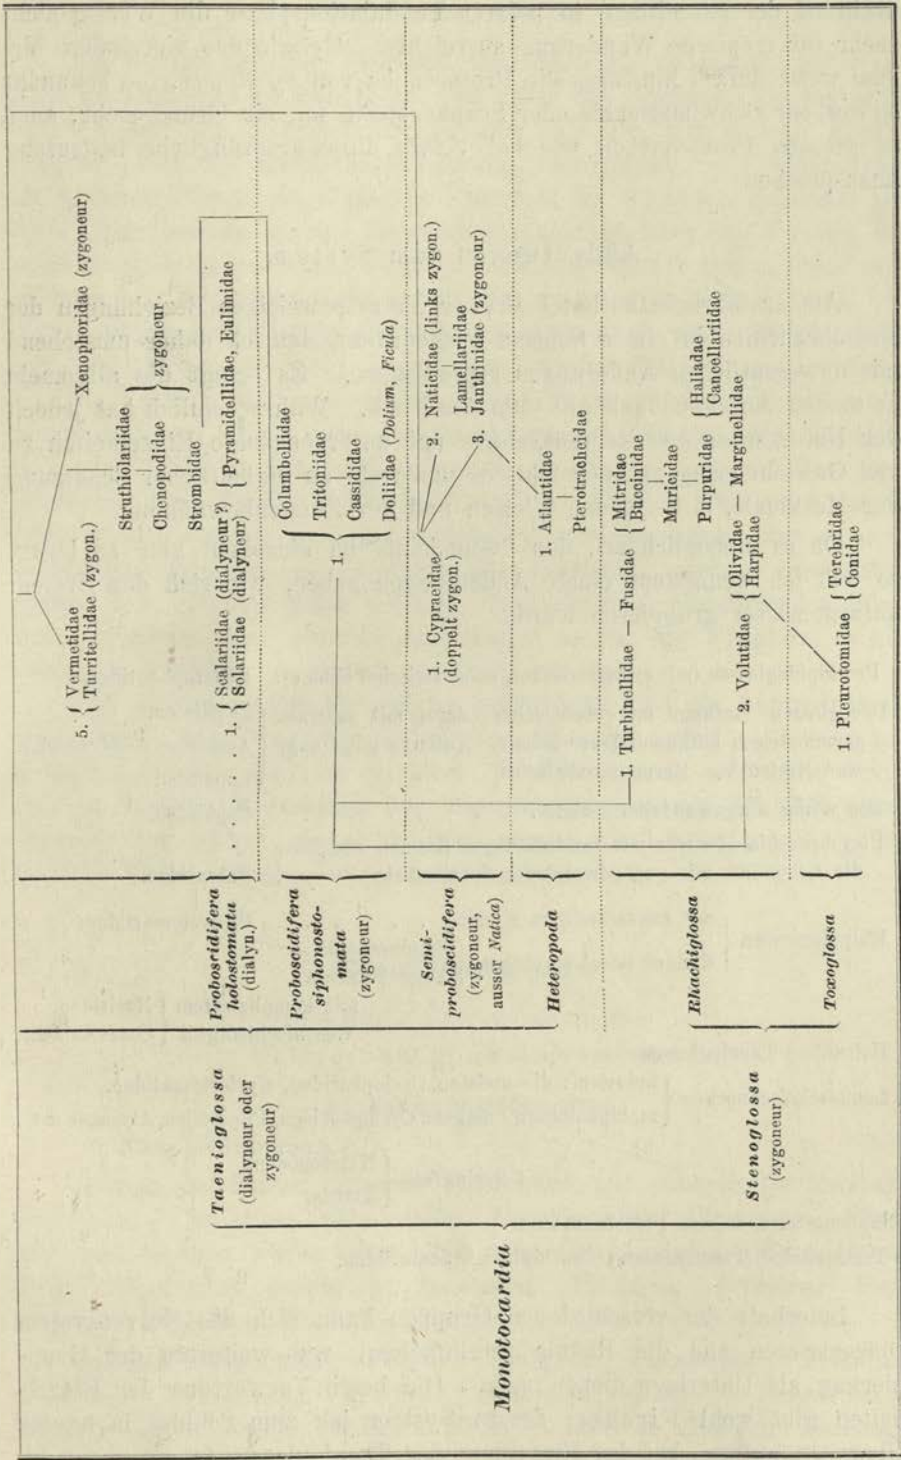 Monotocardia
Taenioglossa
(dialyneur oder
zygoneur)
Stenoglossa
(zygoneur)
Probosridifera
holostomata
(dialyn.)
Proboscidifera
siphonosto-
mata
(zygoneur)
Semi-
proboscidifera
(zygoneur,
ausser Natica)
Heteropoda
Rhachiglossa
Toxoglossa
5. { Vermetidae
Turritellidae (zygon.)
Xenophoridae (zygoneur)
Struthiolariidae
Chenopodidae } zygoneur
Strombidae
. . . . . . 1. { Scalariidae (dialyneur?) { Pyramidellidae, Eulimidae
Solariidae (dialyneur)
1. { Columbellidae
Tritoniidae
Cassididae
Doliidae (Dolium, Ficula)
1. Cypraeidae
(doppelt zygon.)
2. Naticidae (links zygon.)
Lamellariidae
3. Janthinidae (zygoneur)
1. Atlantidae
Pterotracheidae
1. Turbinellidae — Fusidae { Mitridae
Buccinidae
Muricidae
Purpuridae { Haliadae
Cancellariidae
2. Volutidae { Olividae — Marginellidae
Harpidae
1. Pleurotomidae { Terebridae
Conidae